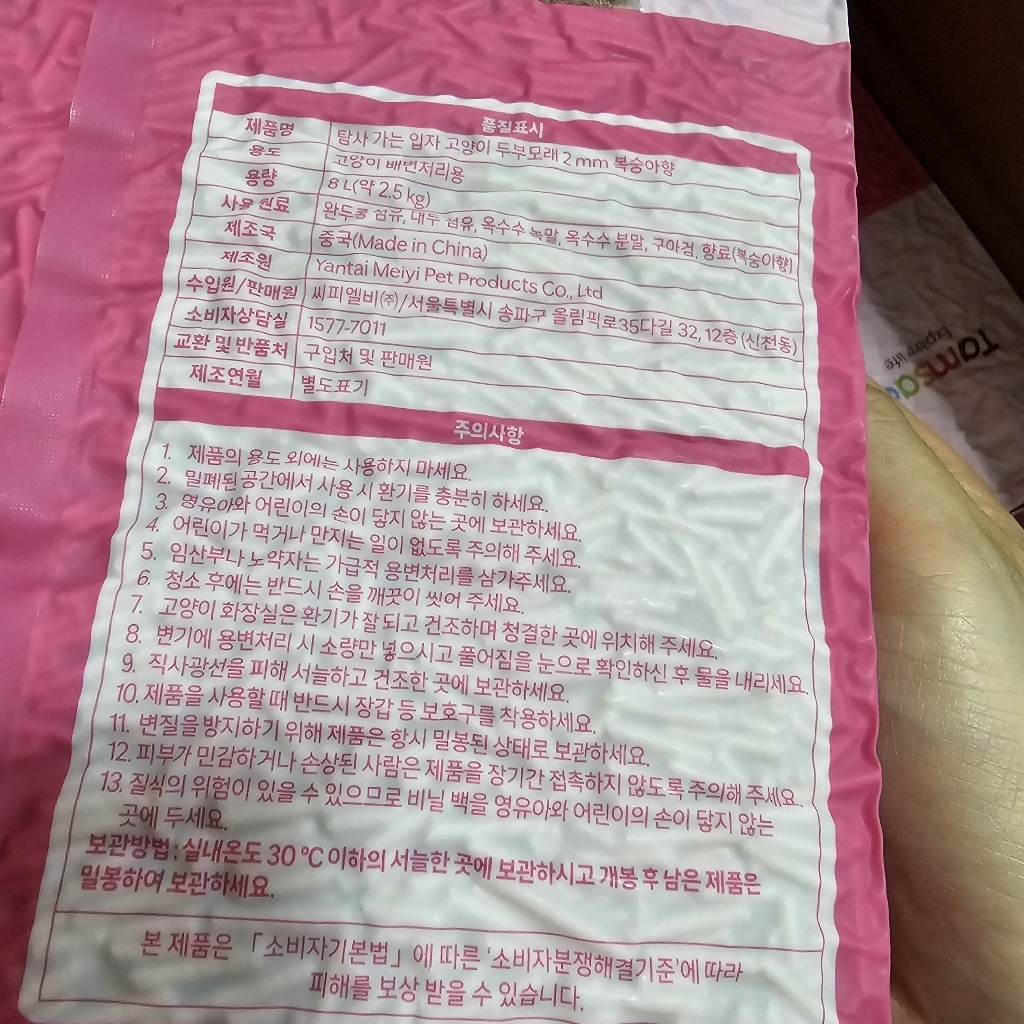 품질표시
제품명 탐사 가는 입자 고양이 두부모래 2 mm 복숭아향
용도 고양이 배변처리용
용량 8 L(약 2.5 kg)
사용 원료 완두콩 섬유, 대두 섬유, 옥수수 녹말, 옥수수 분말, 구아검, 향료(복숭아향)
제조국 중국(Made in China)
제조원 Yantai Meiyi Pet Products Co., Ltd
수입원/판매원 씨피엘비㈜/서울특별시 송파구 올림픽로35다길 32, 12층 (신천동)
소비자상담실 1577-7011
교환 및 반품처 구입처 및 판매원
제조연월 별도표기
주의사항
1. 제품의 용도 외에는 사용하지 마세요.
2. 밀폐된 공간에서 사용 시 환기를 충분히 하세요.
3. 영유아와 어린이의 손이 닿지 않는 곳에 보관하세요.
4. 어린이가 먹거나 만지는 일이 없도록 주의해 주세요.
5. 임산부나 노약자는 가급적 용변처리를 삼가주세요.
6. 청소 후에는 반드시 손을 깨끗이 씻어 주세요.
7. 고양이 화장실은 환기가 잘 되고 건조하며 청결한 곳에 위치해 주세요.
8. 변기에 용변처리 시 소량만 넣으시고 풀어짐을 눈으로 확인하신 후 물을 내리세요.
9. 직사광선을 피해 서늘하고 건조한 곳에 보관하세요.
10. 제품을 사용할 때 반드시 장갑 등 보호구를 착용하세요.
11. 변질을 방지하기 위해 제품은 항시 밀봉된 상태로 보관하세요.
12. 피부가 민감하거나 손상된 사람은 제품을 장기간 접촉하지 않도록 주의해 주세요.
13. 질식의 위험이 있을 수 있으므로 비닐 백을 영유아와 어린이의 손이 닿지 않는
곳에 두세요.
보관방법 : 실내온도 30 ℃ 이하의 서늘한 곳에 보관하시고 개봉 후 남은 제품은
밀봉하여 보관하세요.
본 제품은 「소비자기본법」에 따른 '소비자분쟁해결기준'에 따라
피해를 보상 받을 수 있습니다.
Explore life